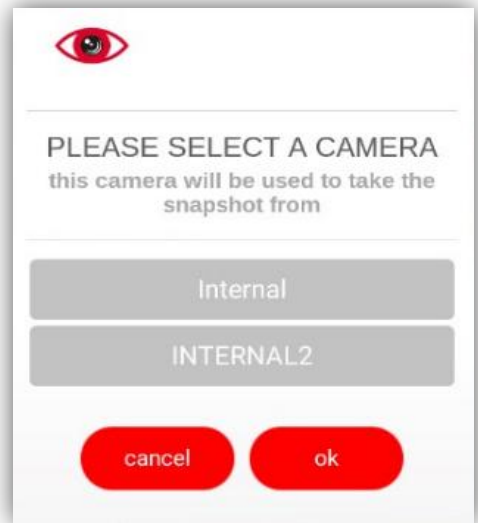 PLEASE SELECT A CAMERA
this camera will be used to take the
snapshot from
Internal
INTERNAL2
cancel
ok